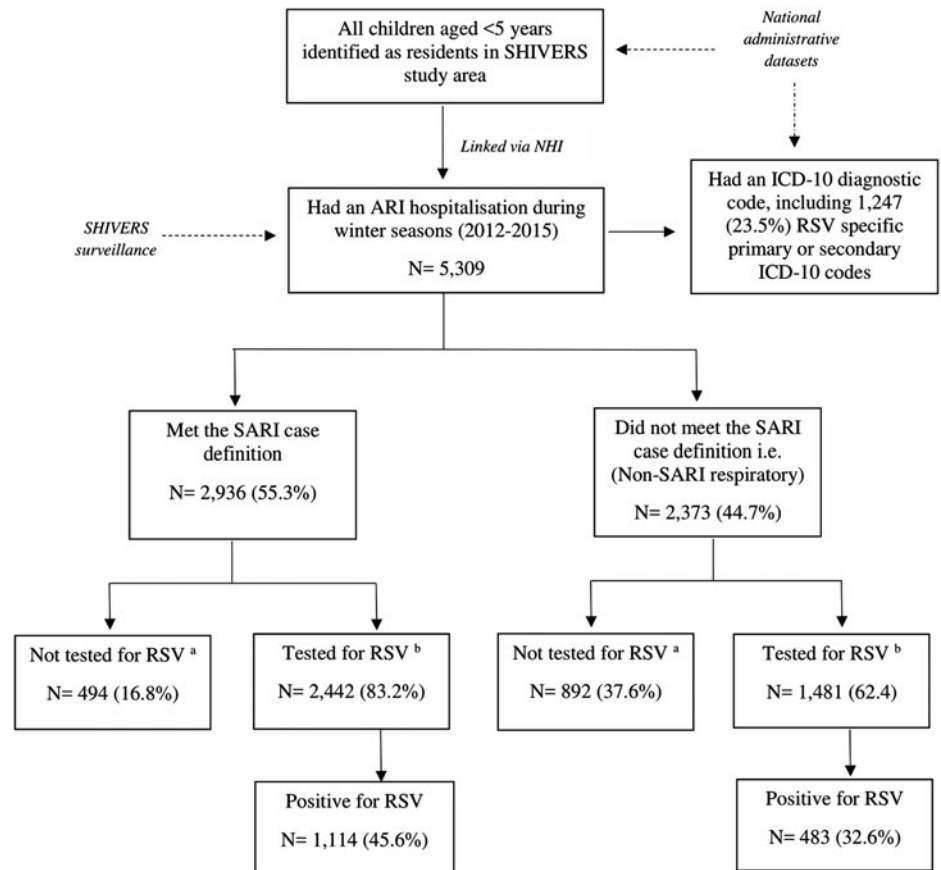 All children aged <5 years
identified as residents in SHIVERS
study area
National
administrative
datasets
Linked via NHI
SHIVERS
surveillance
Had an ARI hospitalisation during
winter seasons (2012-2015)
N= 5,309
Had an ICD-10 diagnostic
code, including 1,247
(23.5%) RSV specific
primary or secondary
ICD-10 codes
Met the SARI case
definition
N= 2,936 (55.3%)
Did not meet the SARI
case definition i.e.
(Non-SARI respiratory)
N= 2,373 (44.7%)
Not tested for RSV a
N= 494 (16.8%)
Tested for RSV b
N= 2,442 (83.2%)
Not tested for RSV a
N= 892 (37.6%)
Tested for RSV b
N= 1,481 (62.4)
Positive for RSV
N= 1,114 (45.6%)
Positive for RSV
N= 483 (32.6%)